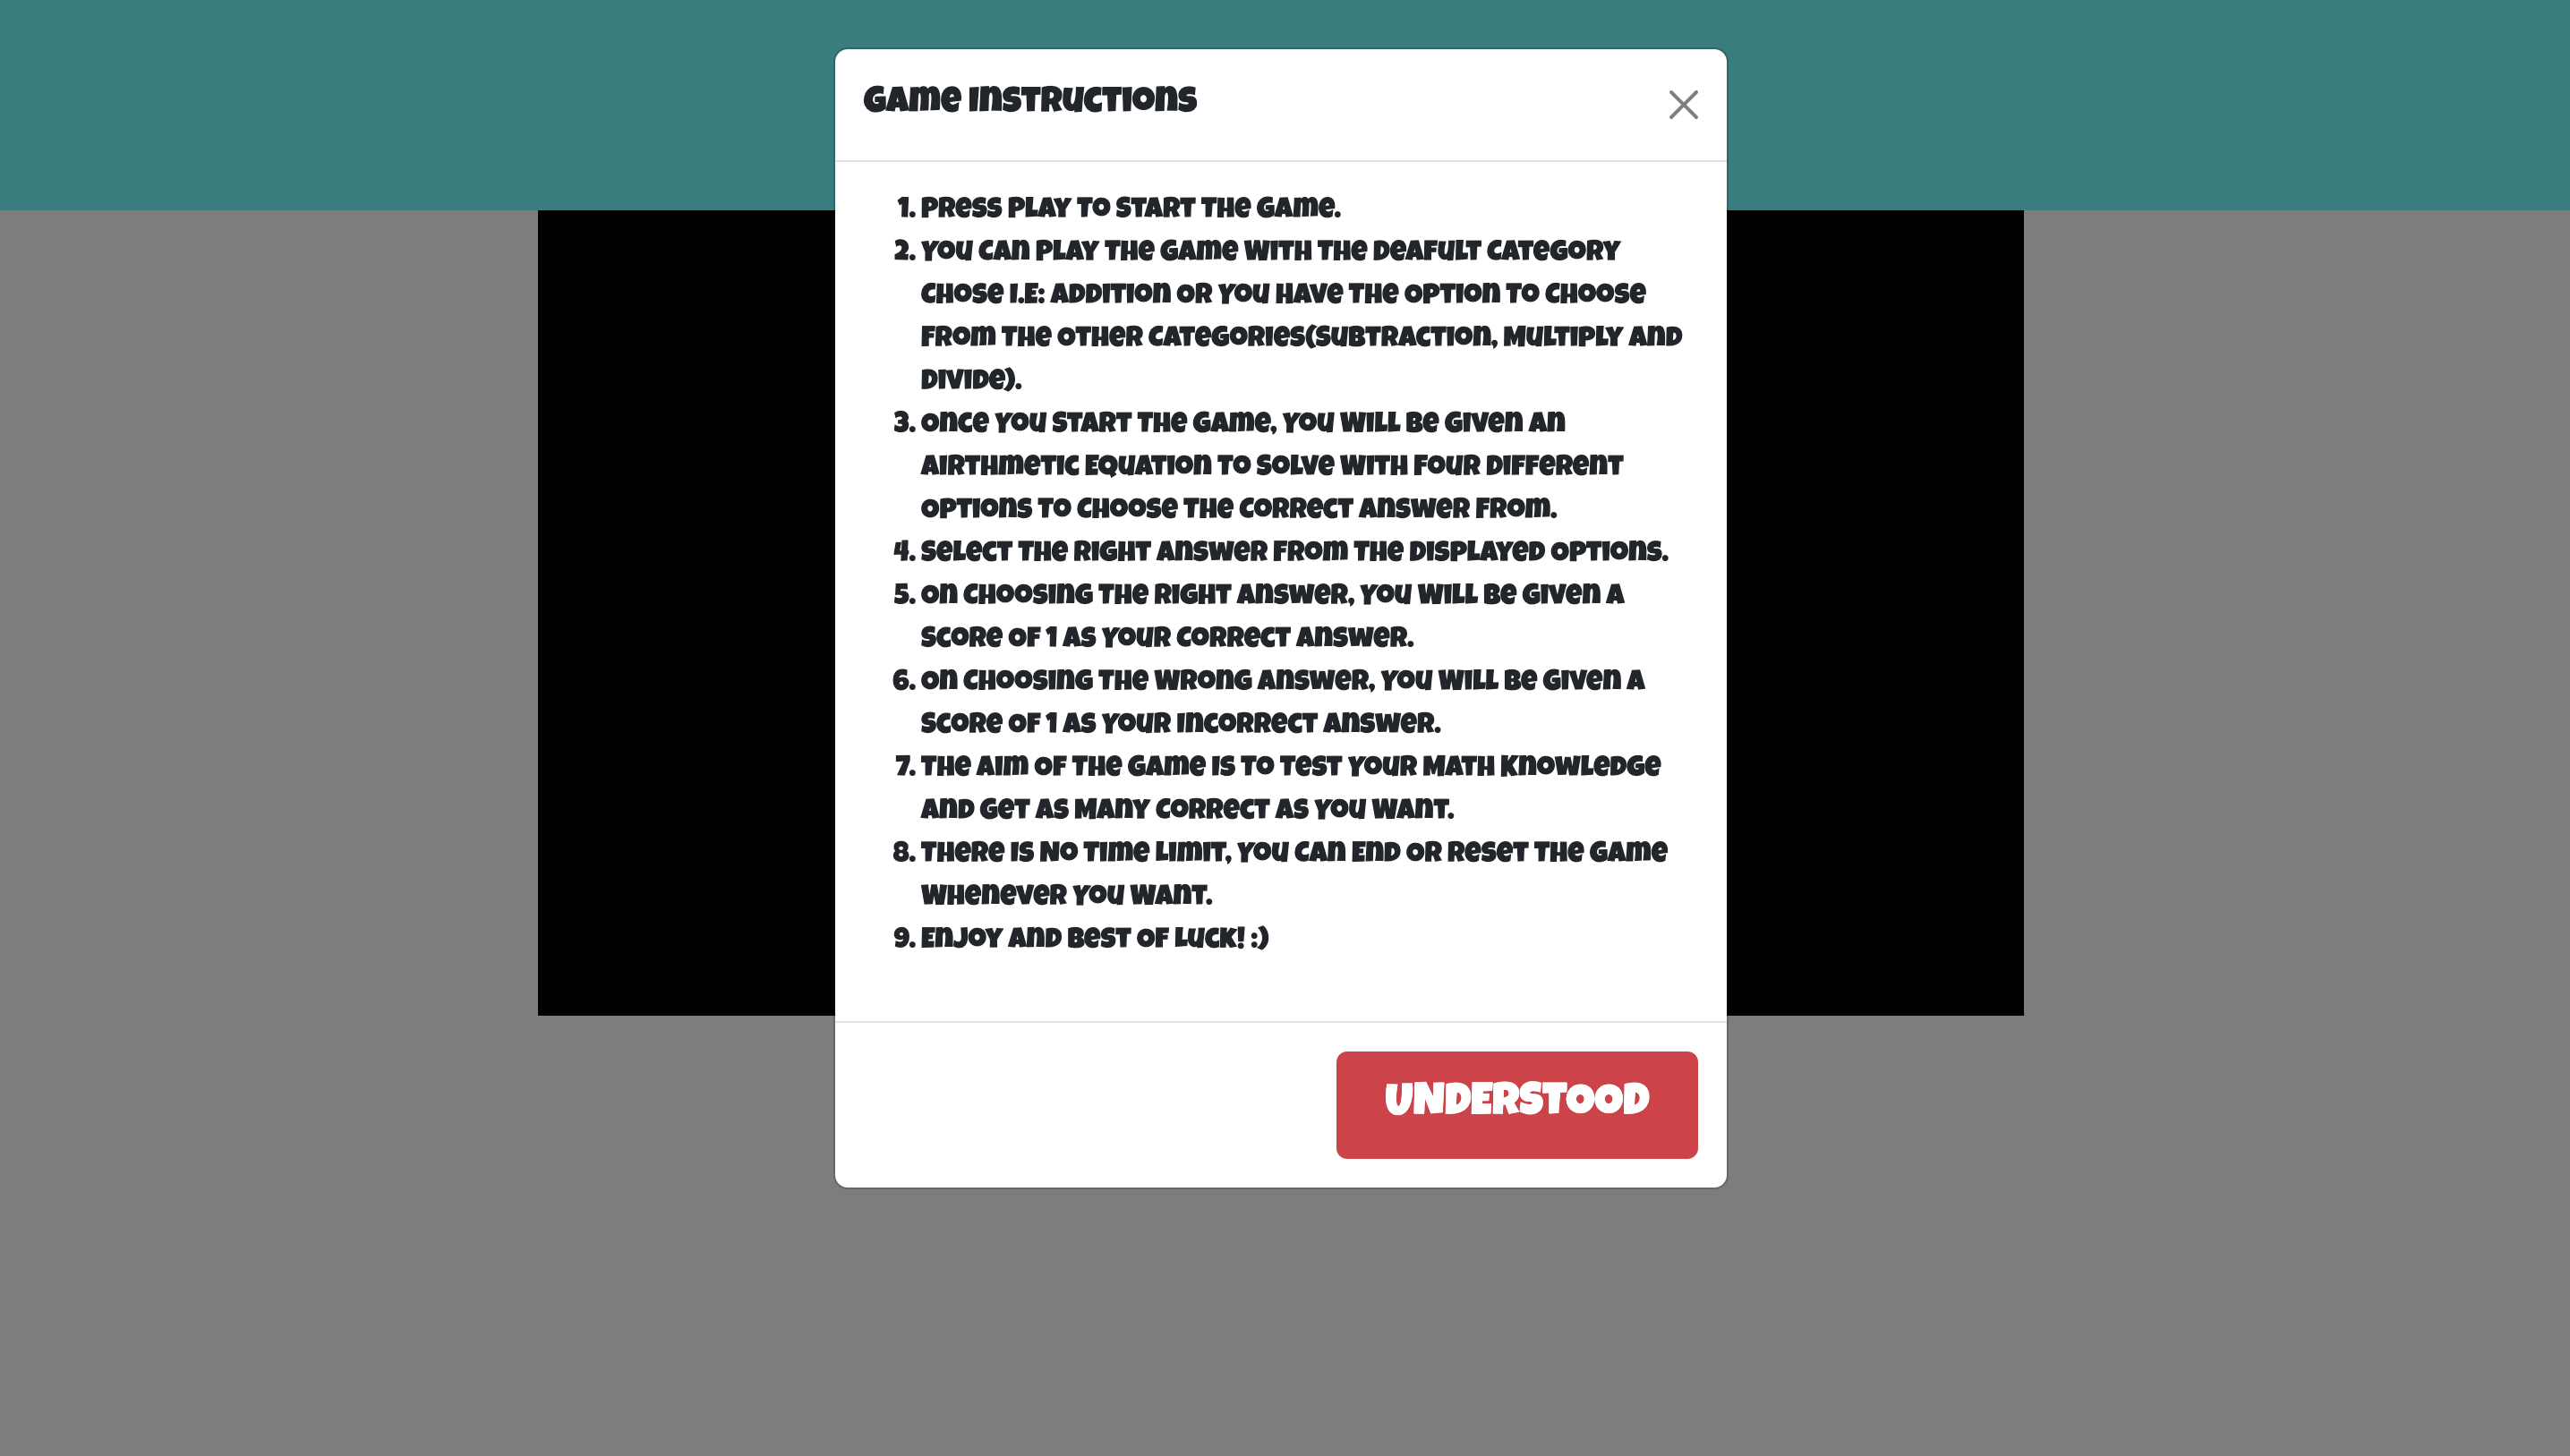 Game Instructions
1. Press Play to start the game.
2. You can play the game with the deafult category
chose I.E: Addition or you have the option to choose
from the other categories(Subtraction, Multiply and
Divide).
3. Once you start the game, you will be given an
airthmetic equation to solve with four different
options to choose the correct answer from.
4. Select the right answer from the displayed options.
5. On choosing the right answer, you will be given a
score of 1 as your correct answer.
6. On choosing the wrong answer, you will be given a
score of 1 as your incorrect answer.
7. The aim of the game is to test your Math Knowledge
and get as many correct as you want.
8. There is No Time Limit, you can End or Reset the game
whenever you want.
9. Enjoy and Best of Luck! :)
UNDERSTOOD